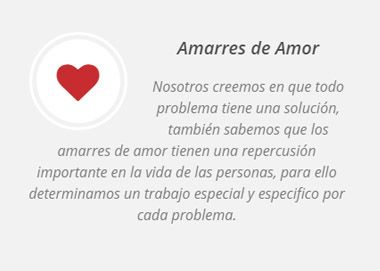 Amarres de Amor
Nosotros creemos en que todo
problema tiene una solución,
también sabemos que los
amarres de amor tienen una repercusión
importante en la vida de las personas, para ello
determinamos un trabajo especial y especifico por
cada problema.